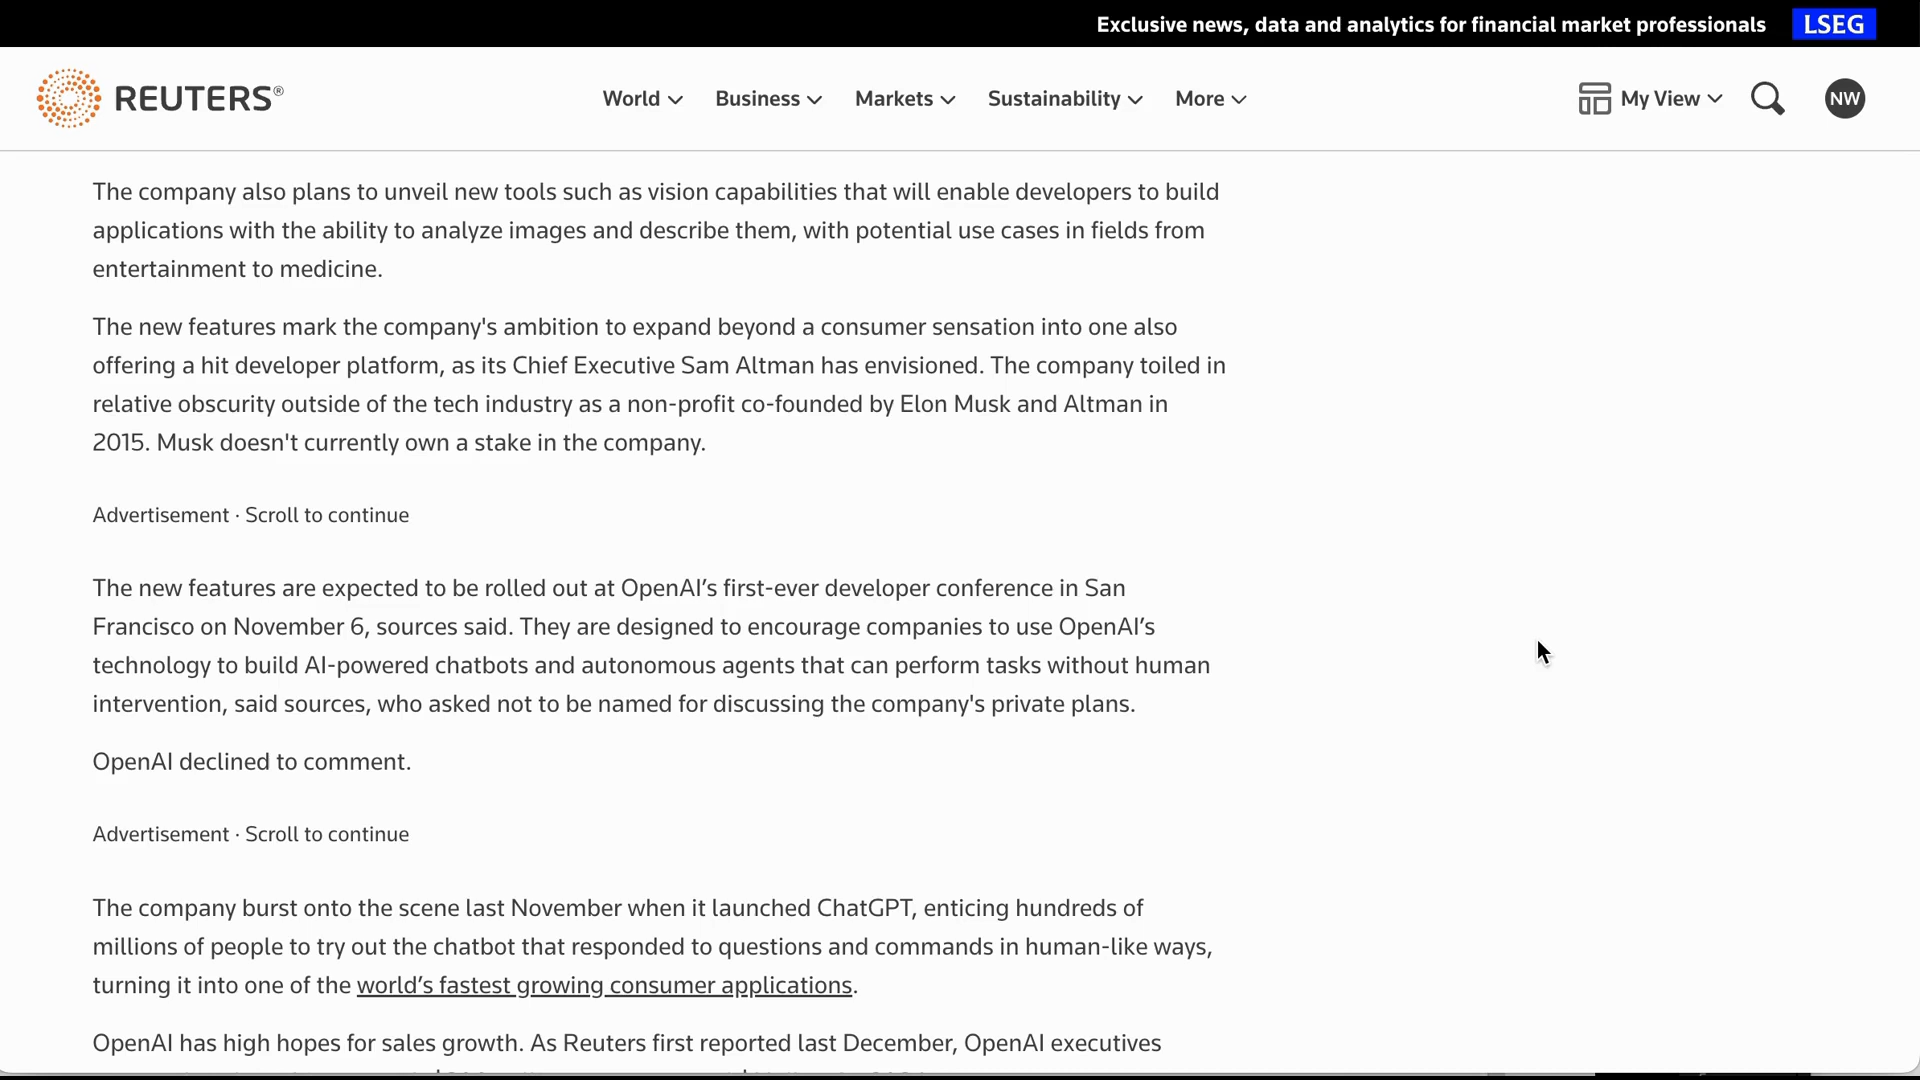 Exclusive news, data and analytics for financial market professionals LSEG
REUTERS® World Business Markets Sustainability More My View NW
The company also plans to unveil new tools such as vision capabilities that will enable developers to build
applications with the ability to analyze images and describe them, with potential use cases in fields from
entertainment to medicine.
The new features mark the company's ambition to expand beyond a consumer sensation into one also
offering a hit developer platform, as its Chief Executive Sam Altman has envisioned. The company toiled in
relative obscurity outside of the tech industry as a non-profit co-founded by Elon Musk and Altman in
2015. Musk doesn't currently own a stake in the company.
Advertisement · Scroll to continue
The new features are expected to be rolled out at OpenAI’s first-ever developer conference in San
Francisco on November 6, sources said. They are designed to encourage companies to use OpenAI’s
technology to build AI-powered chatbots and autonomous agents that can perform tasks without human
intervention, said sources, who asked not to be named for discussing the company's private plans.
OpenAI declined to comment.
Advertisement · Scroll to continue
The company burst onto the scene last November when it launched ChatGPT, enticing hundreds of
millions of people to try out the chatbot that responded to questions and commands in human-like ways,
turning it into one of the world’s fastest growing consumer applications.
OpenAI has high hopes for sales growth. As Reuters first reported last December, OpenAI executives